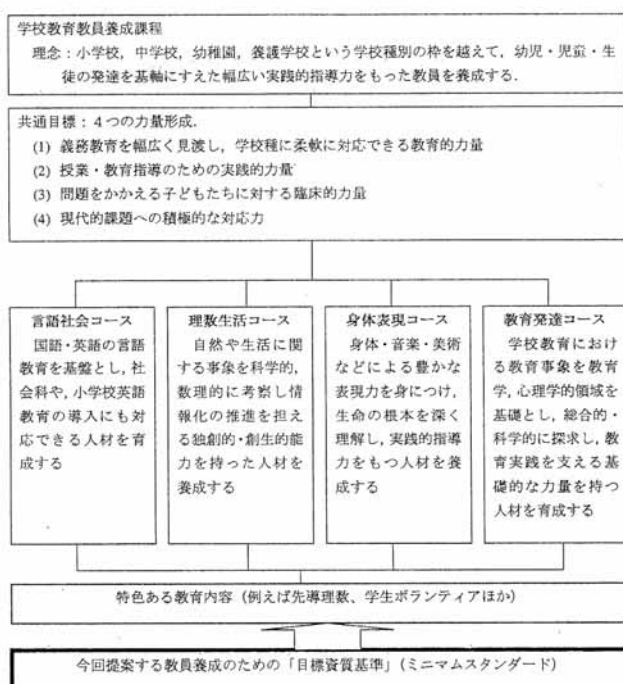 学校教育教員養成課程
理念：小学校，中学校，幼稚園，養護学校という学校種別の枠を越えて，幼児・児童・生
徒の発達を基軸にすえた幅広い実践的指導力をもった教員を養成する．
共通目標：４つの力量形成．
(1) 義務教育を幅広く見渡し，学校種に柔軟に対応できる教育的力量
(2) 授業・教育指導のための実践的力量
(3) 問題をかかえる子どもたちに対する臨床的力量
(4) 現代的課題への積極的な対応力
言語社会コース
国語・英語の言語
教育を基盤とし，社
会科や，小学校英語
教育の導入にも対
応できる人材を育
成する
理数生活コース
自然や生活に関
する事象を科学的，
数理的に考察し情
報化の推進を担え
る独創的・創生的能
力を持った人材を
養成する
身体表現コース
身体・音楽・美術
などによる豊かな
表現力を身につけ，
生命の根本を深く
理解し，実践的指導
力をもつ人材を養
成する
教育発達コース
学校教育におけ
る教育事象を教育
学，心理学的領域を
基礎とし，総合的・
科学的に探求し，教
育実践を支える基
礎的な力量を持つ
人材を育成する
特色ある教育内容（例えば先導理数、学生ボランティアほか）
今回提案する教員養成のための「目標資質基準」（ミニマムスタンダード）